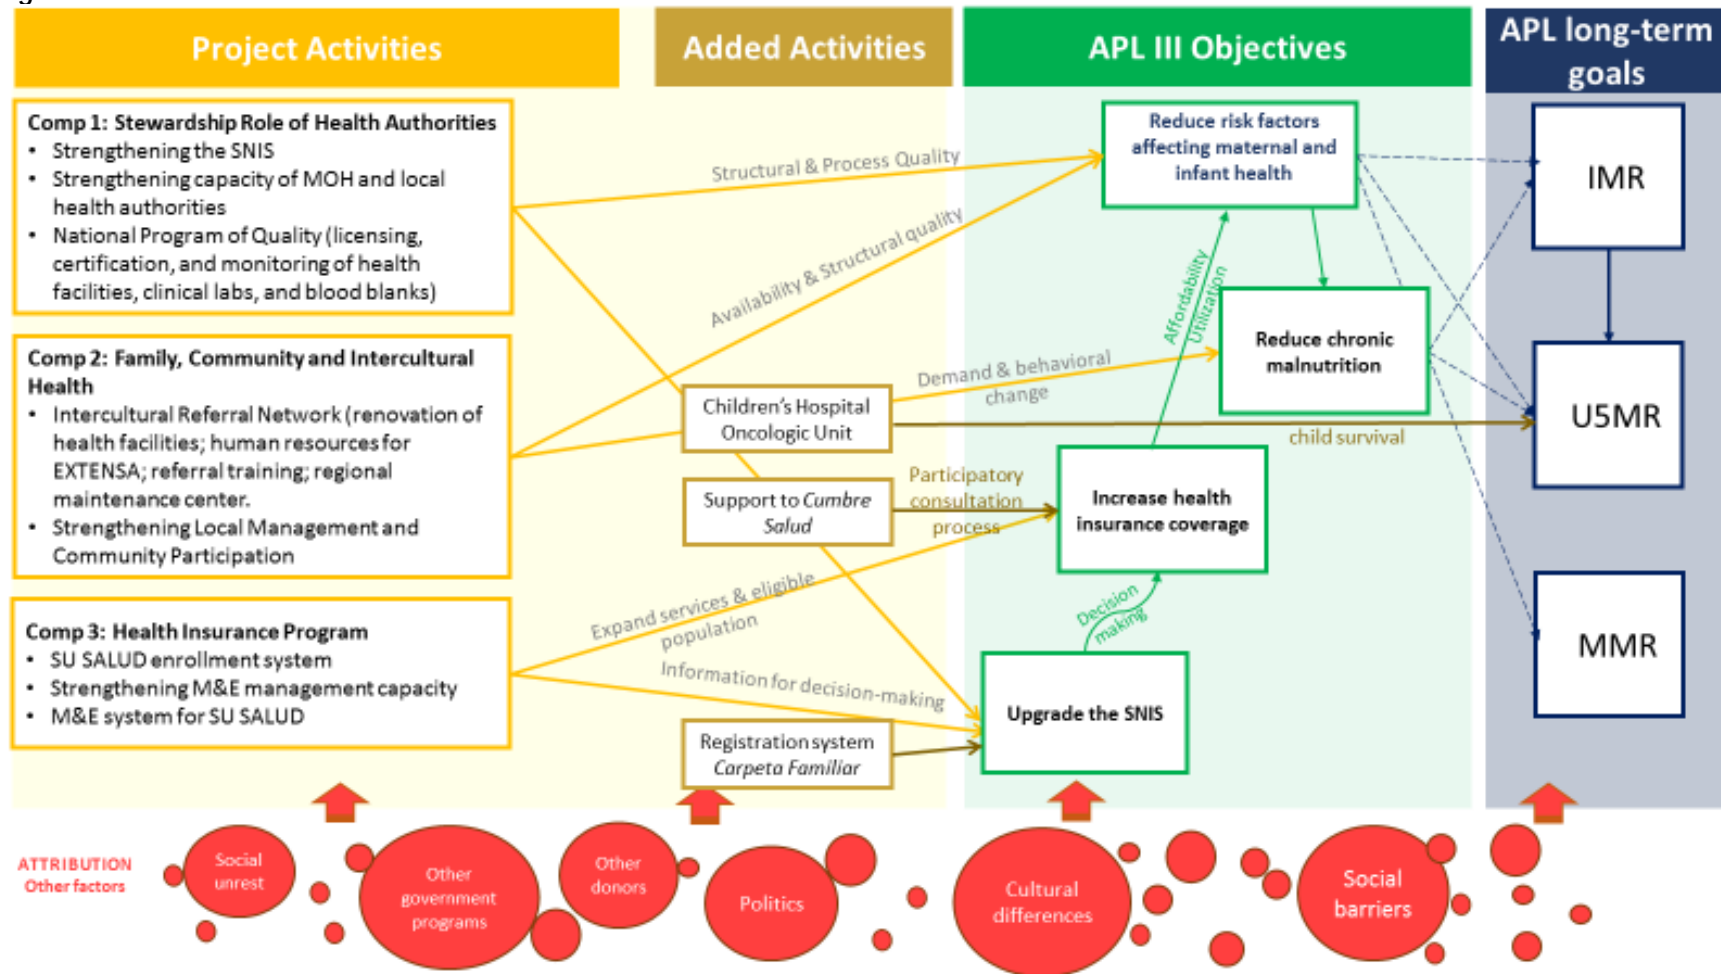 Project Activities
Added Activities
APL III Objectives
APL long-term
goals
Comp 1: Stewardship Role of Health Authorities
• Strengthening the SNIS
• Strengthening capacity of MOH and local
health authorities
• National Program of Quality (licensing,
certification, and monitoring of health
facilities, clinical labs, and blood blanks)
Comp 2: Family, Community and Intercultural
Health
• Intercultural Referral Network (renovation of
health facilities; human resources for
EXTENSA; referral training; regional
maintenance center.
• Strengthening Local Management and
Community Participation
Comp 3: Health Insurance Program
• SU SALUD enrollment system
• Strengthening M&E management capacity
• M&E system for SU SALUD
Structural & Process Quality
Availability & Structural quality
Demand & behavioral
change
Children's Hospital
Oncologic Unit
Support to Cumbre
Salud
Participatory
consultation
process
Expand services & eligible
population
Information for decision-making
Registration system
Carpeta Familiar
Reduce risk factors
affecting maternal and
infant health
Affordability
Utilization
Reduce chronic
malnutrition
child survival
Increase health
insurance coverage
Decision
making
Upgrade the SNIS
IMR
U5MR
MMR
ATTRIBUTION
Other factors
Social
unrest
Other
government
programs
Other
donors
Politics
Cultural
differences
Social
barriers